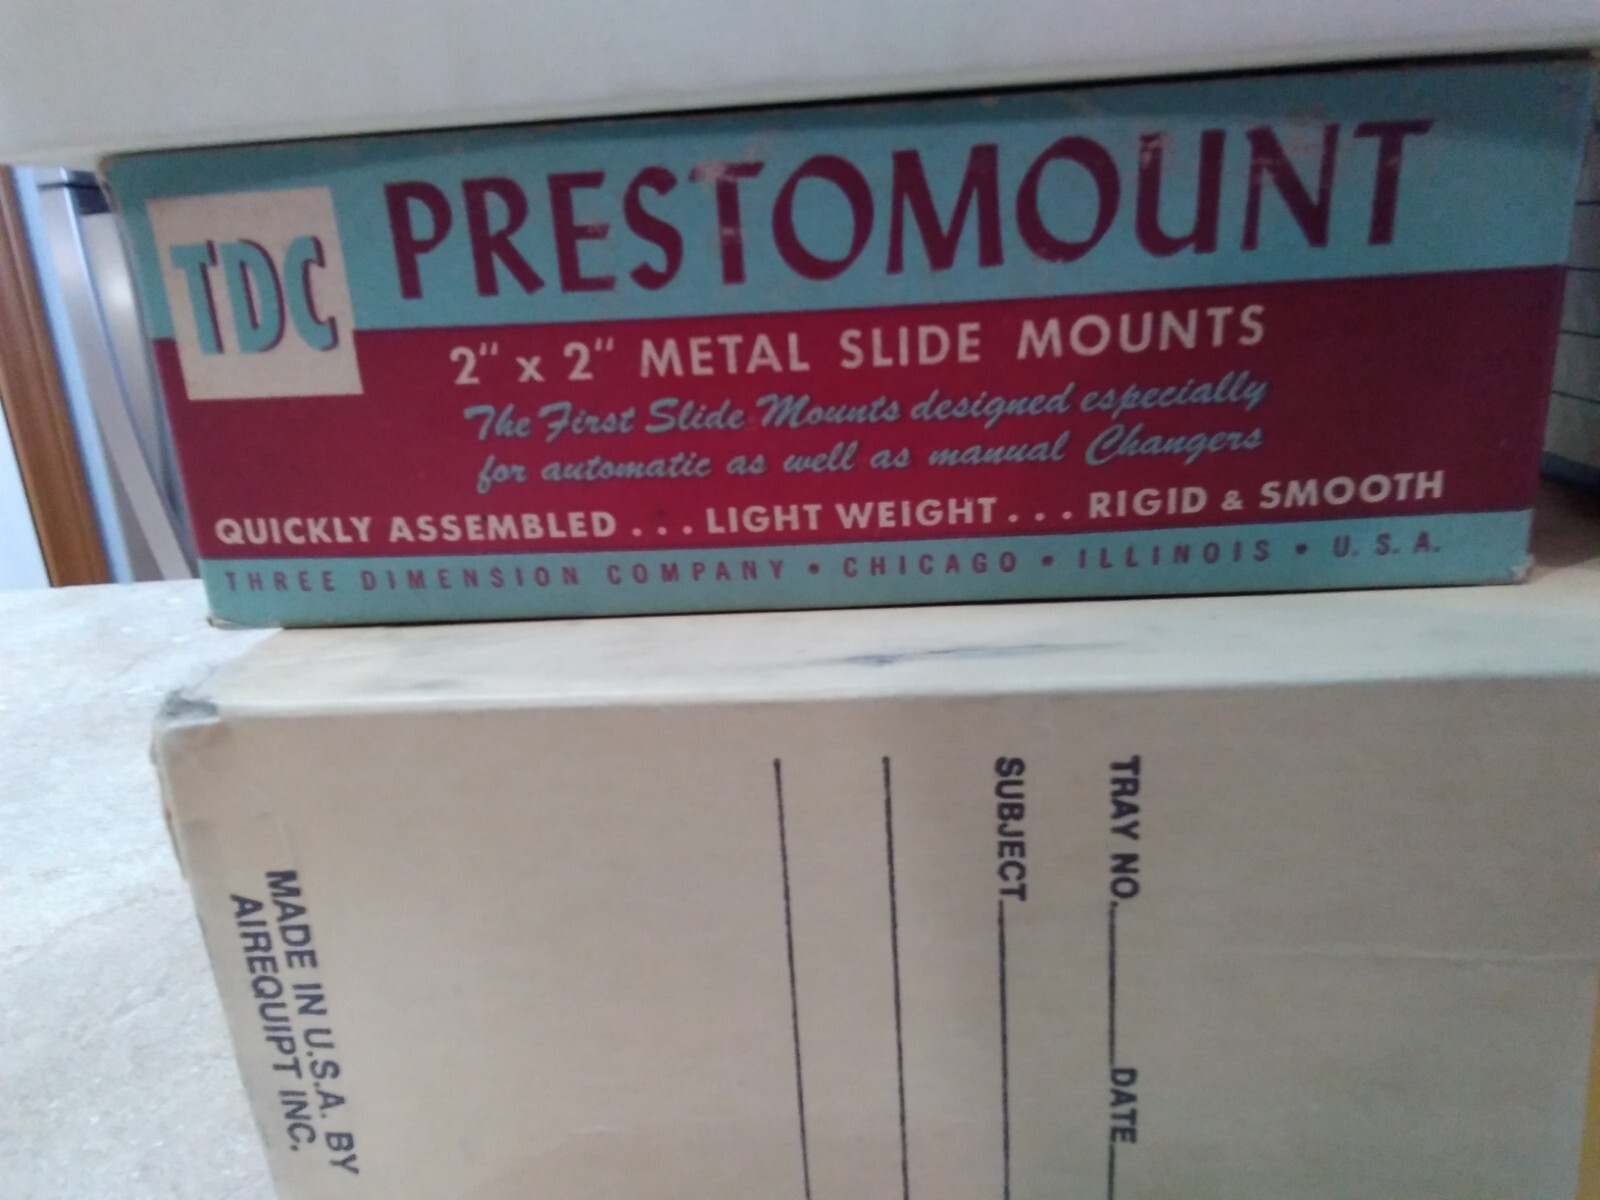 TDC
PRESTOMOUNT
2" x 2" METAL SLIDE MOUNTS
The First Slide Mounts designed especially
for automatic as well as manual Changers
QUICKLY ASSEMBLED ... LIGHT WEIGHT ... RIGID & SMOOTH
THREE DIMENSION COMPANY • CHICAGO • ILLINOIS • U. S. A.
TRAY NO. DATE
SUBJECT
MADE IN U.S.A. BY
AIREQUIPT INC.